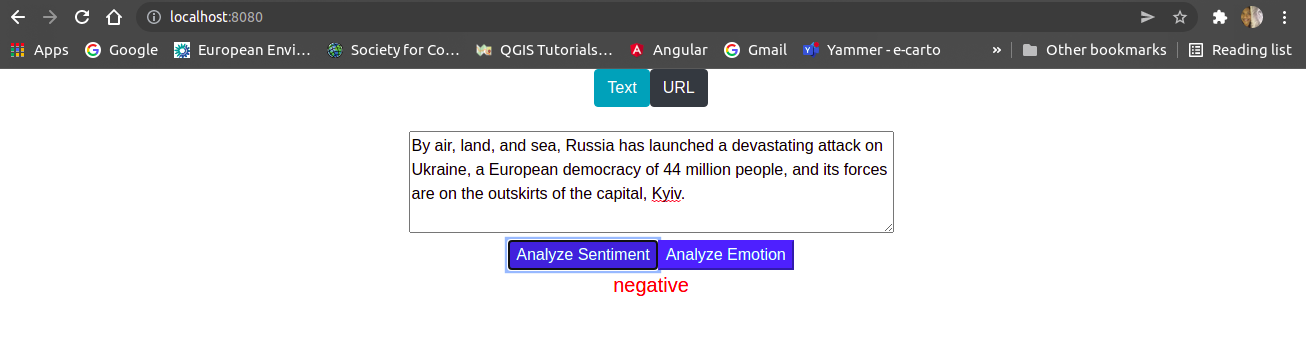 localhost:8080
Apps Google European Envi... Society for Co... QGIS Tutorials... Angular Gmail Yammer - e-carto » Other bookmarks Reading list
Text URL
By air, land, and sea, Russia has launched a devastating attack on
Ukraine, a European democracy of 44 million people, and its forces
are on the outskirts of the capital, Kyiv.
Analyze Sentiment Analyze Emotion
negative